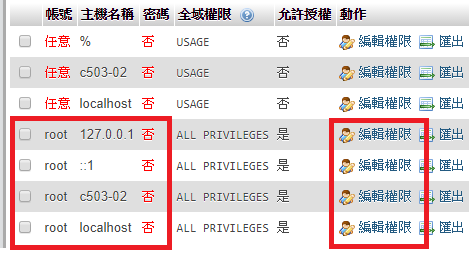 帳號 主機名稱 密碼 全域權限 允許授權 動作
任意 % 否 USAGE 否 編輯權限 匯出
任意 c503-02 否 USAGE 否 編輯權限 匯出
任意 localhost 否 USAGE 否 編輯權限 匯出
root 127.0.0.1 否 ALL PRIVILEGES 是 編輯權限 匯出
root ::1 否 ALL PRIVILEGES 是 編輯權限 匯出
root c503-02 否 ALL PRIVILEGES 是 編輯權限 匯出
root localhost 否 ALL PRIVILEGES 是 編輯權限 匯出